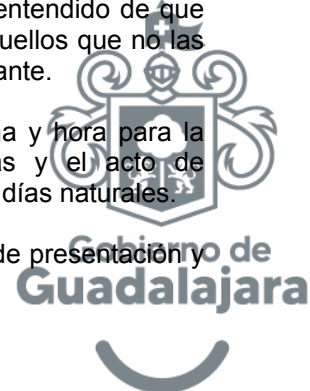 entendido de que
uellos que no las
ante.
a y hora para la
as y el acto de
días naturales.
de presentación y
Gobierno de
Guadalajara